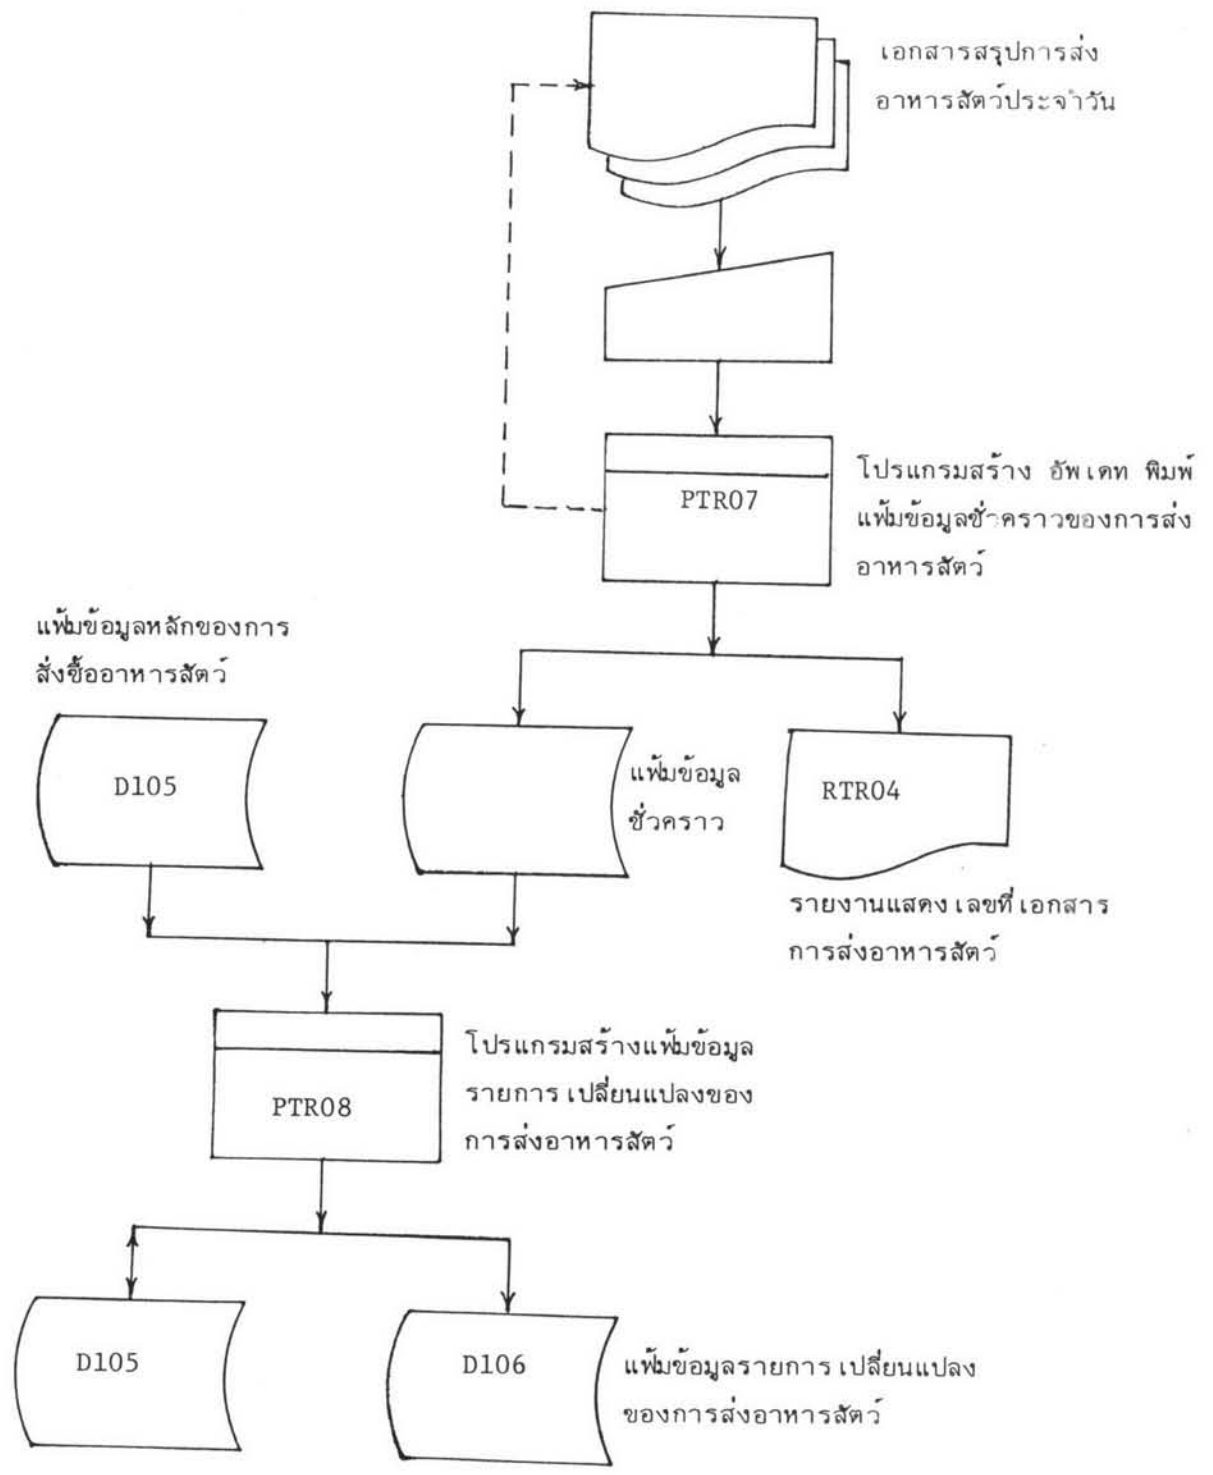 เอกสารสรุปการส่ง
อาหารสัตว์ประจำวัน
PTR07
โปรแกรมสร้าง อัพเดท พิมพ์
แฟ้มข้อมูลชั่วคราวของการส่ง
อาหารสัตว์
แฟ้มข้อมูลหลักของการ
สั่งซื้ออาหารสัตว์
D105
แฟ้มข้อมูล
ชั่วคราว
RTR04
รายงานแสดงเลขที่เอกสาร
การส่งอาหารสัตว์
PTR08
โปรแกรมสร้างแฟ้มข้อมูล
รายการเปลี่ยนแปลงของ
การส่งอาหารสัตว์
D105
D106
แฟ้มข้อมูลรายการเปลี่ยนแปลง
ของการส่งอาหารสัตว์